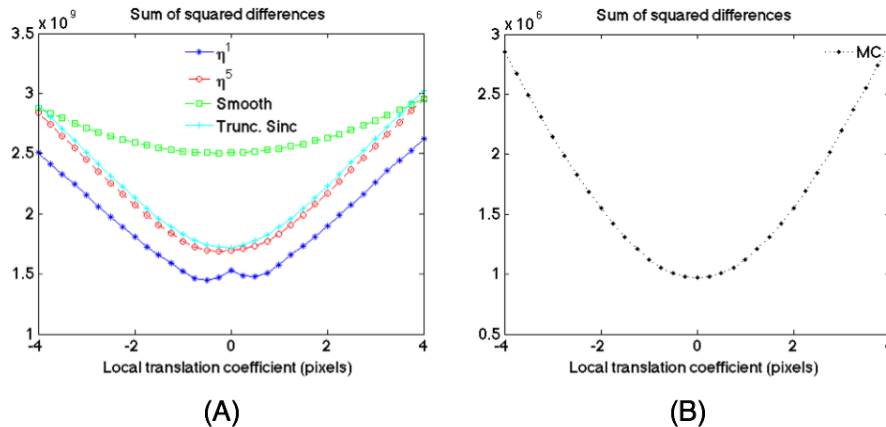 Sum of squared differences
x 10^9
3.5
3
2.5
2
1.5
1
-4
-2
0
2
4
η^1
η^5
Smooth
Trunc. Sinc
Local translation coefficient (pixels)
(A)
Sum of squared differences
x 10^6
3
2.5
2
1.5
1
0.5
-4
-2
0
2
4
MC
Local translation coefficient (pixels)
(B)